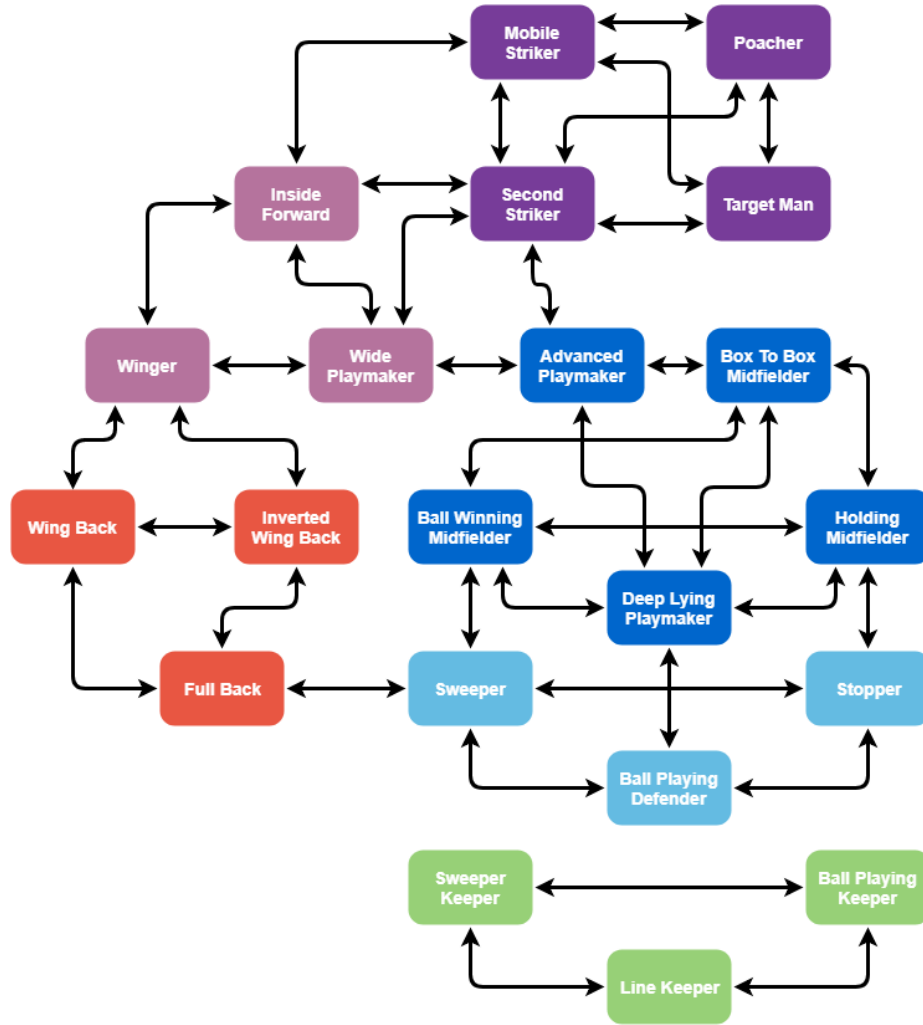 Mobile
Striker
Poacher
Inside
Forward
Second
Striker
Target Man
Winger
Wide
Playmaker
Advanced
Playmaker
Box To Box
Midfielder
Wing Back
Inverted
Wing Back
Ball Winning
Midfielder
Holding
Midfielder
Deep Lying
Playmaker
Full Back
Sweeper
Stopper
Ball Playing
Defender
Sweeper
Keeper
Ball Playing
Keeper
Line Keeper